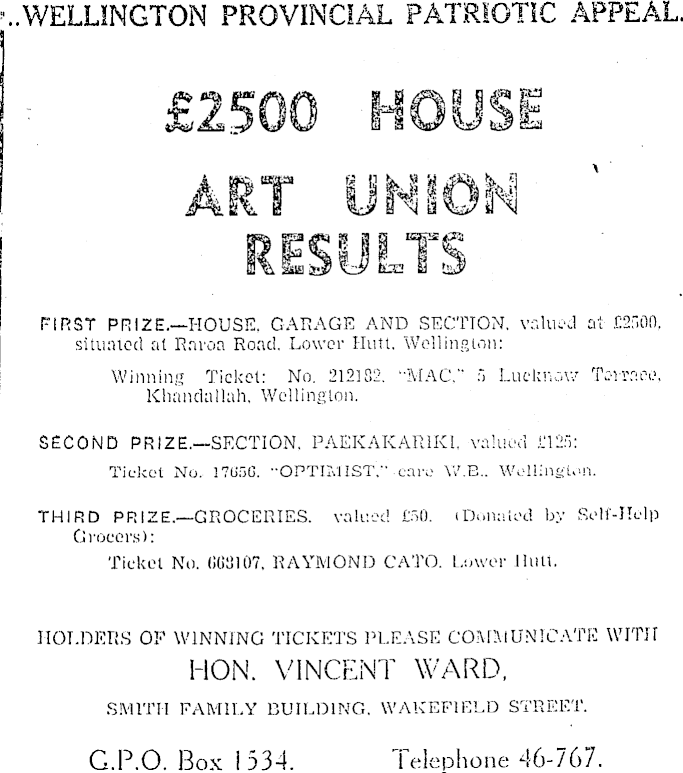 ..WELLINGTON PROVINCIAL PATRIOTIC APPEAL.
£2500 HOUSE
ART UNION
RESULTS
FIRST PRIZE.—HOUSE, GARAGE AND SECTION, valued at £2500,
situated at Raroa Road, Lower Hutt, Wellington:
Winning Ticket: No. 212182, "MAC," 5 Lucknow Terrace,
Khandallah, Wellington.
SECOND PRIZE.—SECTION, PAEKAKARIKI, valued £125:
Ticket No. 17656, "OPTIMIST," care W.B., Wellington.
THIRD PRIZE.—GROCERIES, valued £50. (Donated by Self-Help
Grocers):
Ticket No. 663107, RAYMOND CATO, Lower Hutt.
HOLDERS OF WINNING TICKETS PLEASE COMMUNICATE WITH
HON. VINCENT WARD,
SMITH FAMILY BUILDING, WAKEFIELD STREET.
G.P.O. Box 1534. Telephone 46-767.